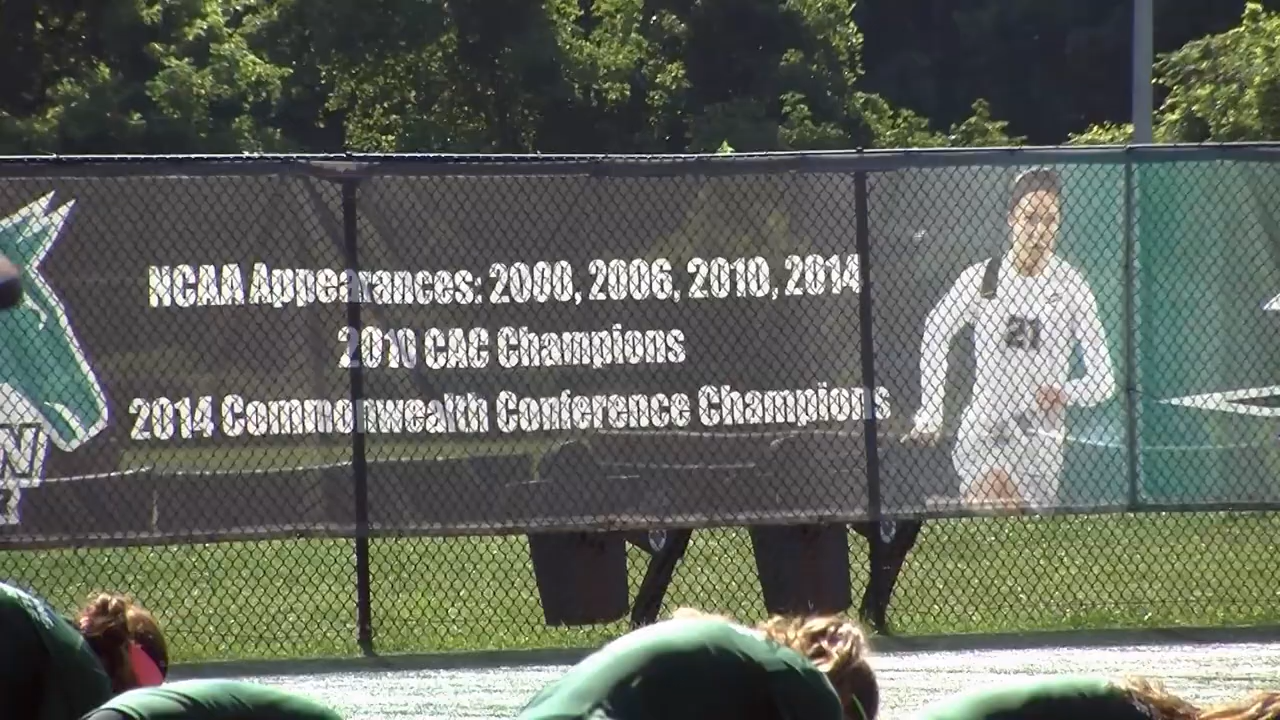 NCAA Appearances: 2000, 2006, 2010, 2014
2010 CAC Champions
2014 Commonwealth Conference Champions
21